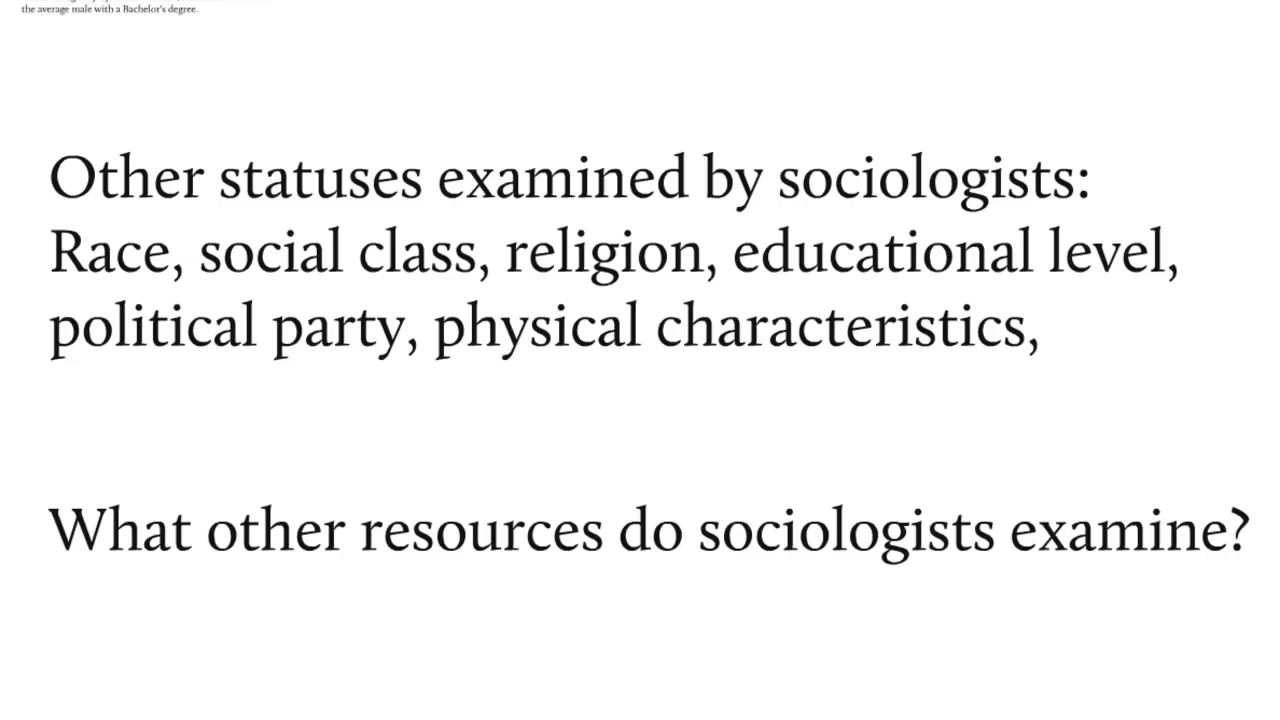 the average male with a Bachelor's degree.
Other statuses examined by sociologists:
Race, social class, religion, educational level,
political party, physical characteristics,
What other resources do sociologists examine?